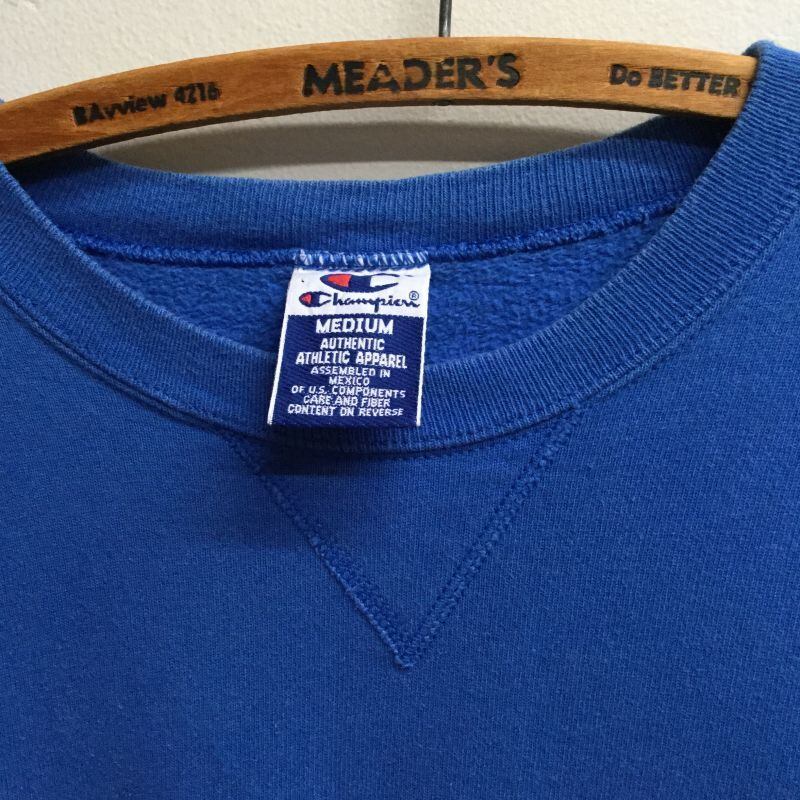 BAyview 4216 MEADER'S Do BETTER
Champion®
MEDIUM
AUTHENTIC
ATHLETIC APPAREL
ASSEMBLED IN
MEXICO
OF U.S. COMPONENTS
CARE AND FIBER
CONTENT ON REVERSE